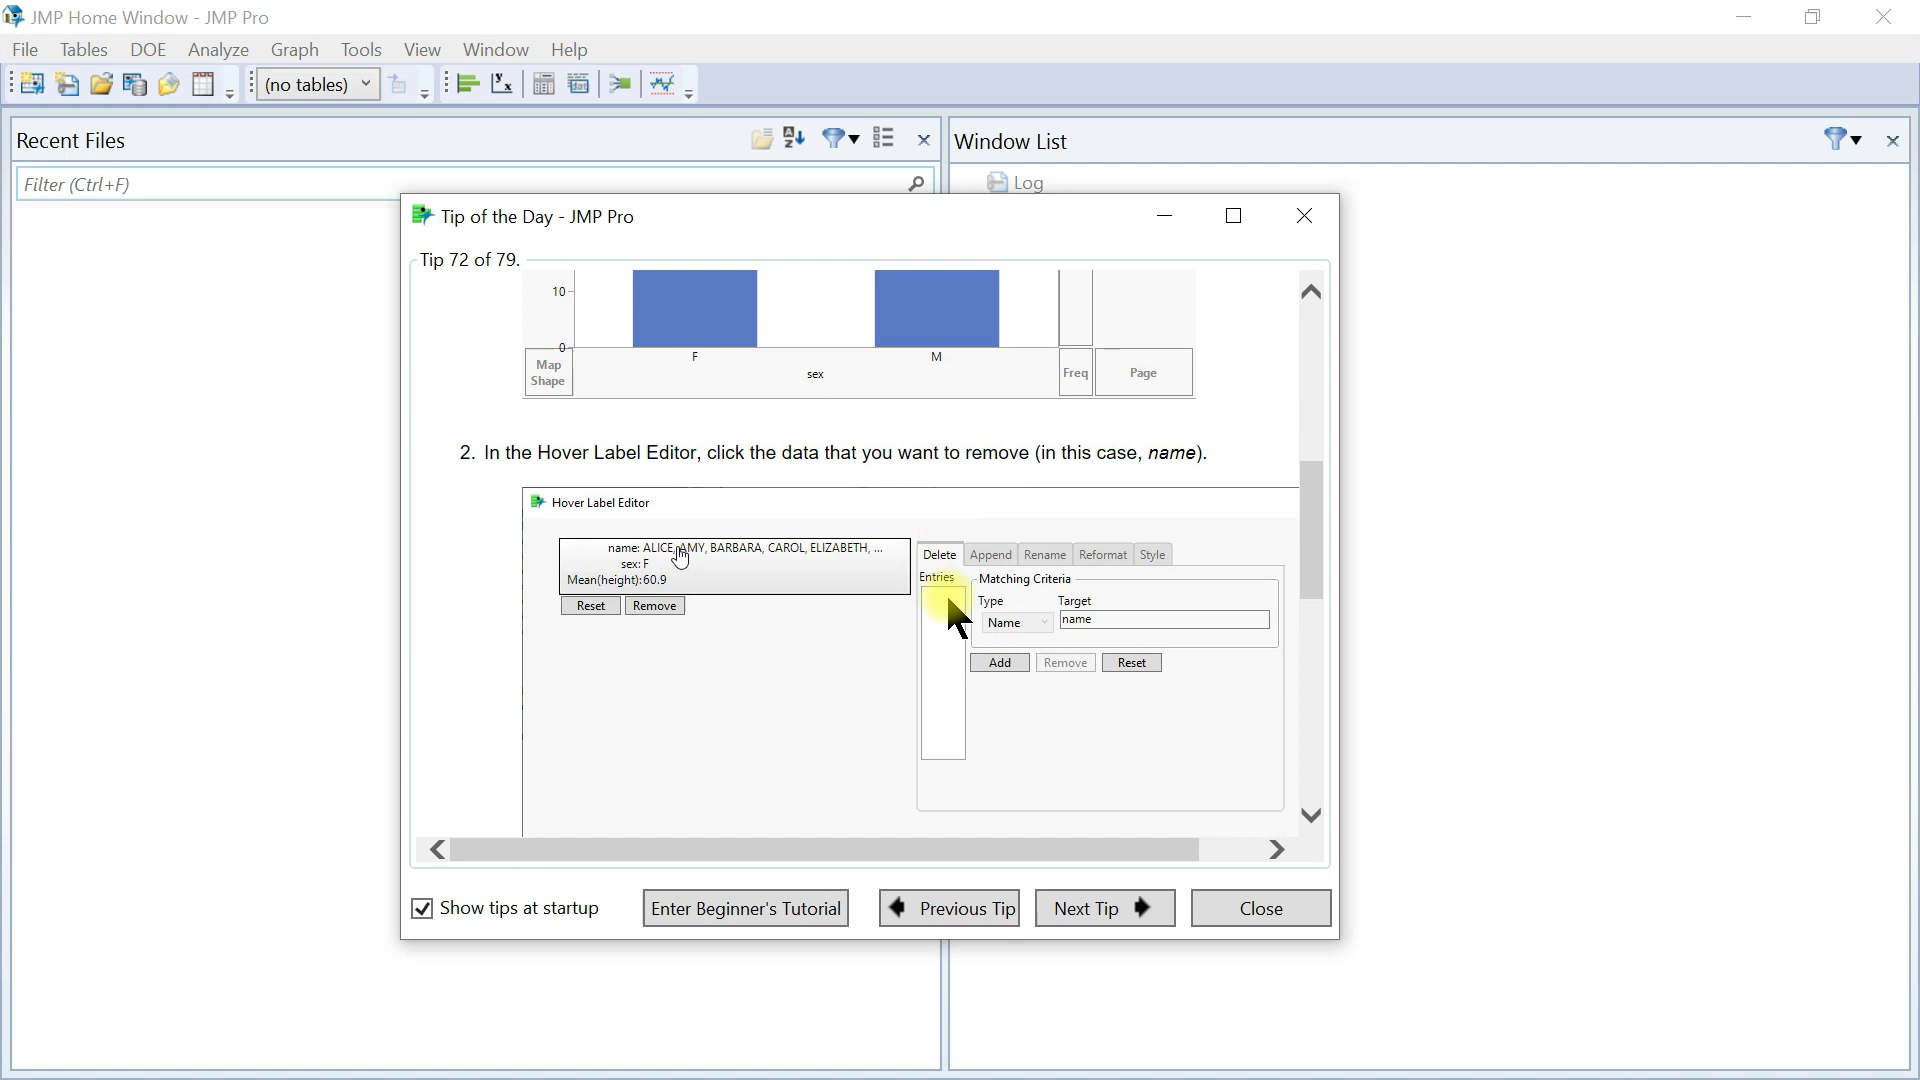 JMP Home Window - JMP Pro
File Tables DOE Analyze Graph Tools View Window Help
(no tables)
Recent Files
Window List
Filter (Ctrl+F)
Log
Tip of the Day - JMP Pro
Tip 72 of 79.
10
0
F M
Map Shape
sex
Freq
Page
2. In the Hover Label Editor, click the data that you want to remove (in this case, name).
Hover Label Editor
name: ALICE, AMY, BARBARA, CAROL, ELIZABETH, ...
sex: F
Mean(height): 60.9
Reset Remove
Delete Append Rename Reformat Style
Entries
Matching Criteria
Type Target
Name name
Add Remove Reset
Show tips at startup
Enter Beginner's Tutorial
Previous Tip
Next Tip
Close